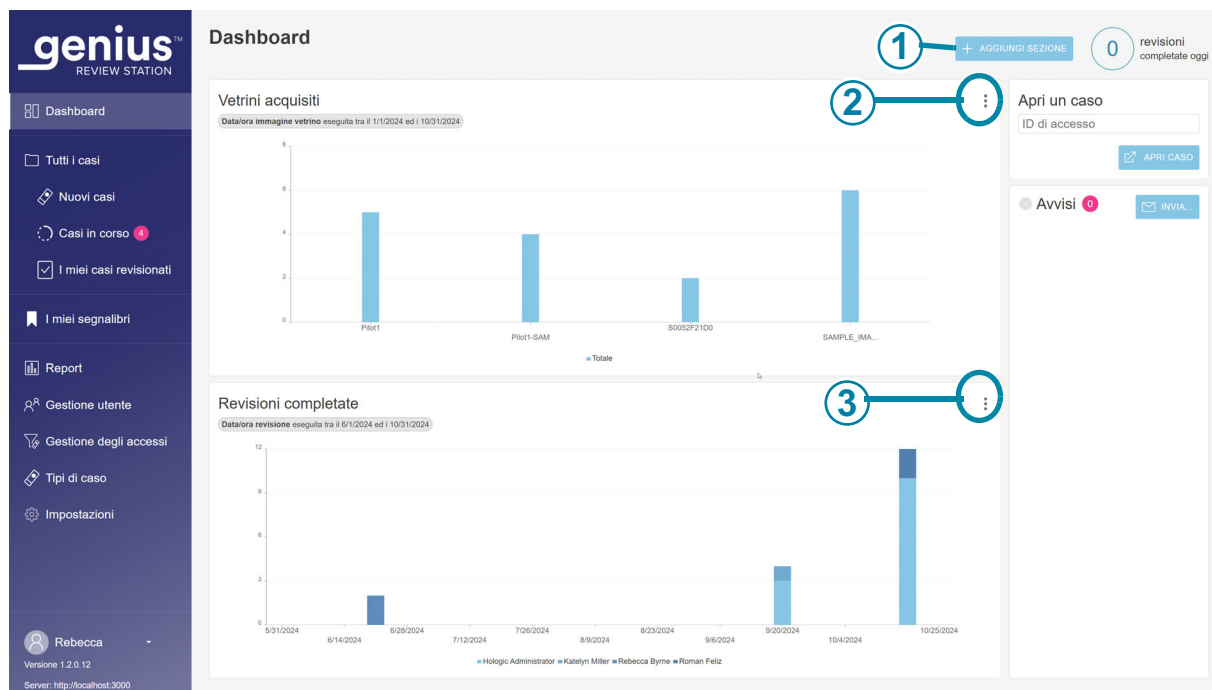 genius™
REVIEW STATION
Dashboard
Tutti i casi
Nuovi casi
Casi in corso 4
I miei casi revisionati
I miei segnalibri
Report
Gestione utente
Gestione degli accessi
Tipi di caso
Impostazioni
Rebecca
Versione 1.2.0.12
Server: http://localhost:3000
Dashboard
1
+ AGGIUNGI SEZIONE
0
revisioni
completate oggi
Vetrini acquisiti
2
Data/ora immagine vetrino eseguita tra il 1/1/2024 ed i 10/31/2024
8
6
4
2
0
Pilot1
Pilot1-SAM
S0052F21D0
SAMPLE_IMA...
Totale
Revisioni completate
3
Data/ora revisione eseguita tra il 6/1/2024 ed i 10/31/2024
12
9
6
3
0
5/31/2024
6/14/2024
6/28/2024
7/12/2024
7/26/2024
8/9/2024
8/23/2024
9/6/2024
9/20/2024
10/4/2024
10/25/2024
Hologic Administrator Katelyn Miller Rebecca Byrne Roman Feliz
Apri un caso
ID di accesso
APRI CASO
Avvisi 0
INVIA...